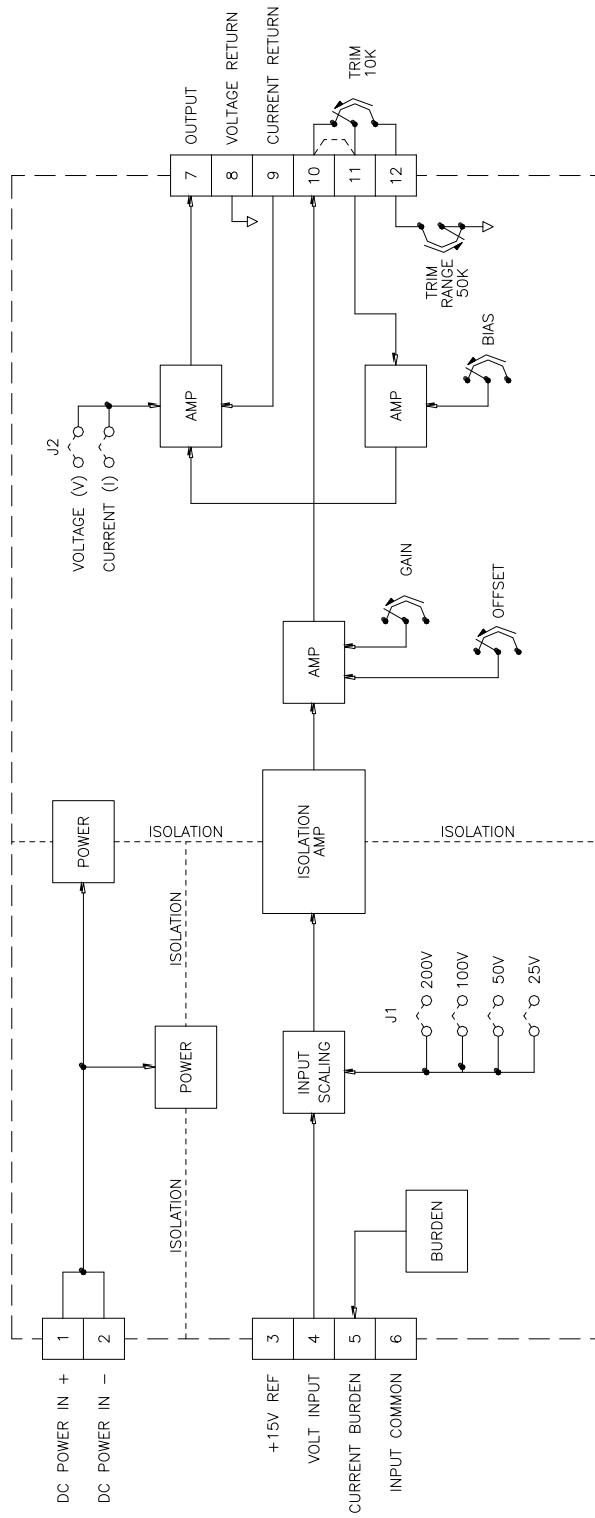 DC POWER IN +
DC POWER IN −
1
2
+15V REF
VOLT INPUT
CURRENT BURDEN
INPUT COMMON
3
4
5
6
ISOLATION
ISOLATION
ISOLATION
ISOLATION
POWER
POWER
BURDEN
INPUT
SCALING
J1
200V
100V
50V
25V
ISOLATION
AMP
AMP
GAIN
OFFSET
VOLTAGE (V)
CURRENT (I)
J2
AMP
AMP
BIAS
TRIM
RANGE
50K
7
8
9
10
11
12
OUTPUT
VOLTAGE RETURN
CURRENT RETURN
TRIM
10K